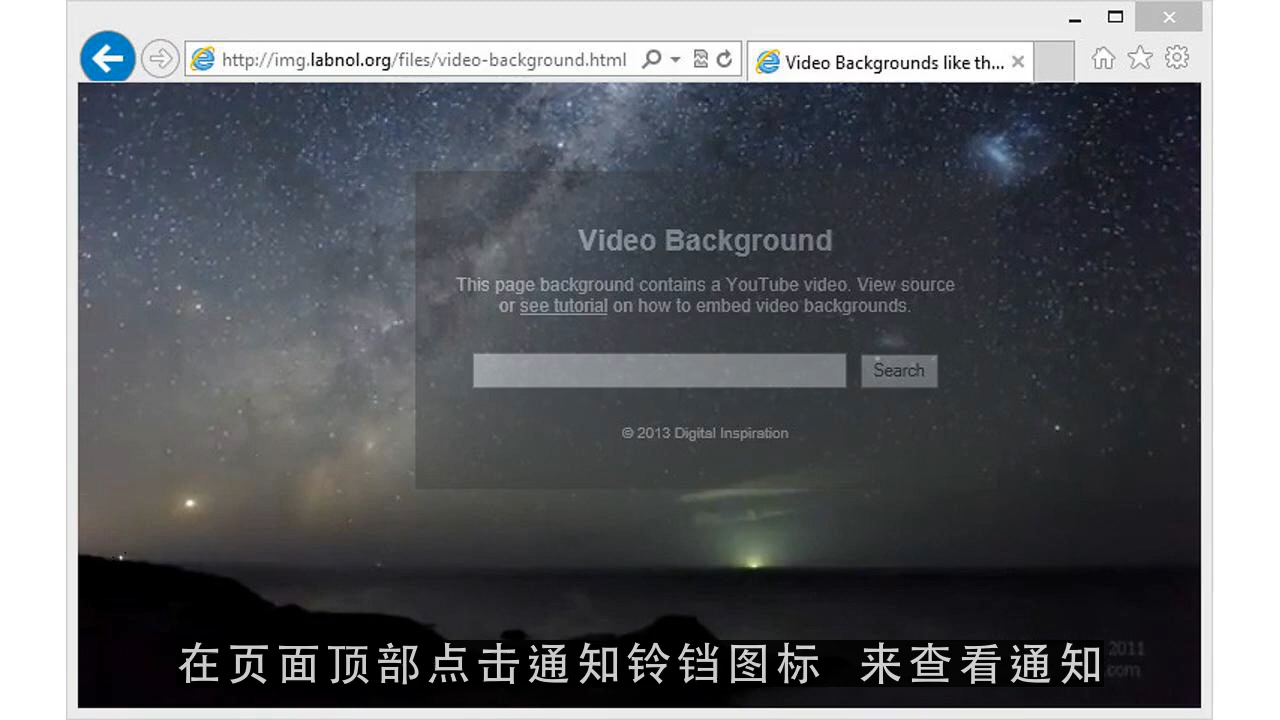 http://img.labnol.org/files/video-background.html
Video Backgrounds like th...
Video Background
This page background contains a YouTube video. View source
or see tutorial on how to embed video backgrounds.
Search
© 2013 Digital Inspiration
2011
com
在页面顶部点击通知铃铛图标 来查看通知